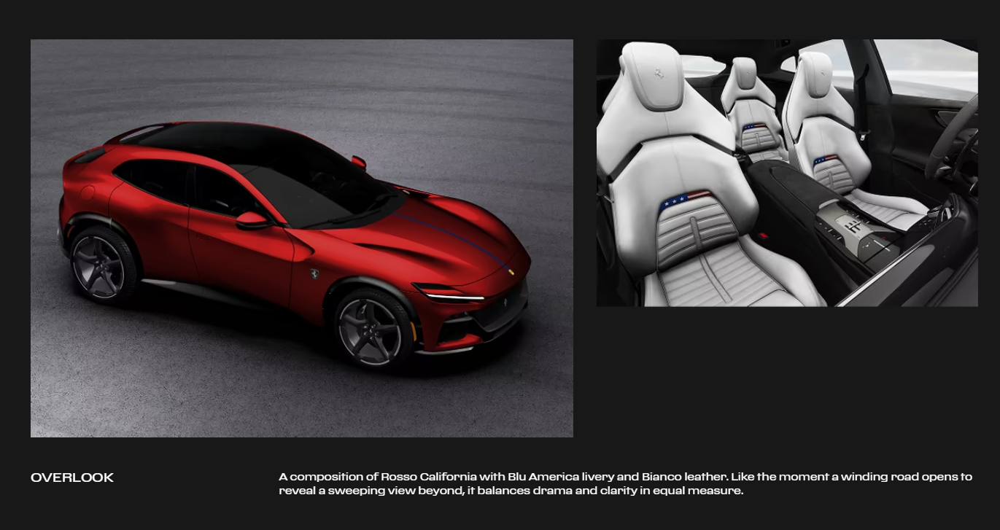 OVERLOOK
A composition of Rosso California with Blu America livery and Bianco leather. Like the moment a winding road opens to
reveal a sweeping view beyond, it balances drama and clarity in equal measure.